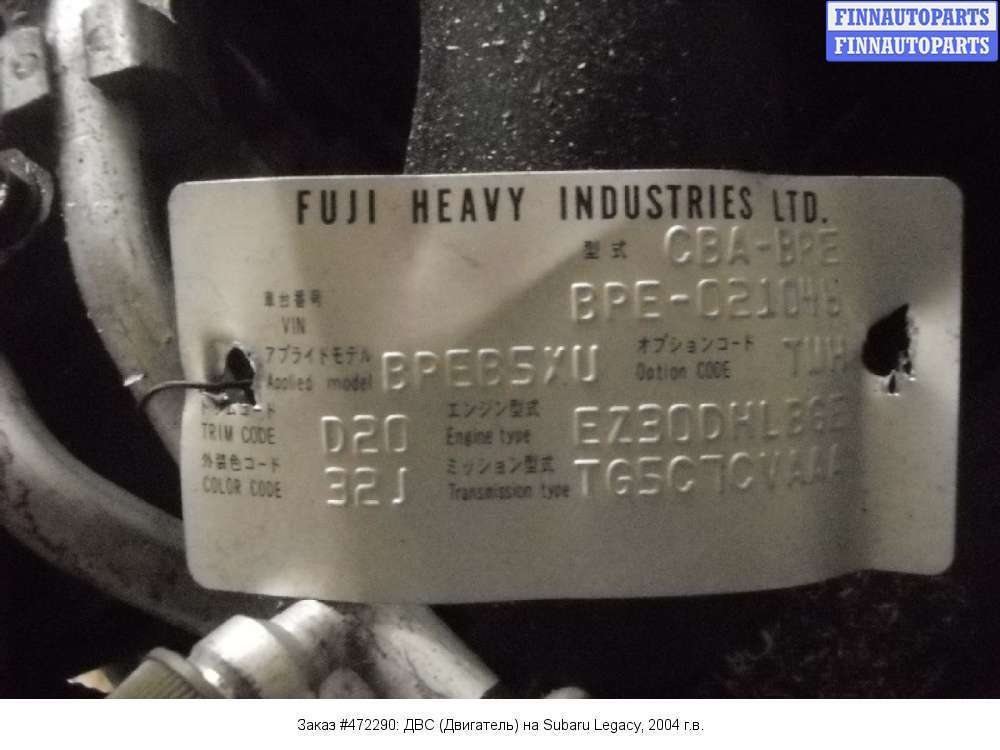 FINNAUTOPARTS
FINNAUTOPARTS
FUJI HEAVY INDUSTRIES LTD.
型式 CBA-BPE
車台番号 BPE-021046
VIN
アプライドモデル BPEB5XU オプションコード TUH
Applied model Option CODE
トリムコード D20 エンジン型式 EZ30DHLBGE
TRIM CODE Engine type
外装色コード 32J ミッション型式
COLOR CODE Transmission type TG5C7CVAAA
Заказ #472290: ДВС (Двигатель) на Subaru Legacy, 2004 г.в.